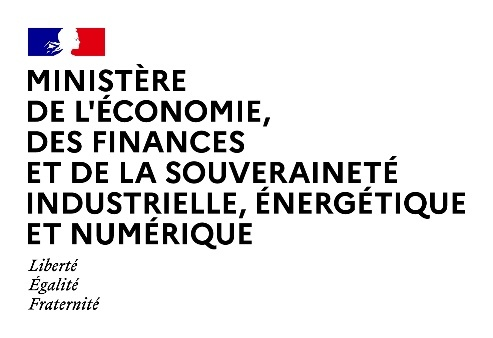 MINISTÈRE
DE L'ÉCONOMIE,
DES FINANCES
ET DE LA SOUVERAINETÉ
INDUSTRIELLE, ÉNERGÉTIQUE
ET NUMÉRIQUE
Liberté
Égalité
Fraternité